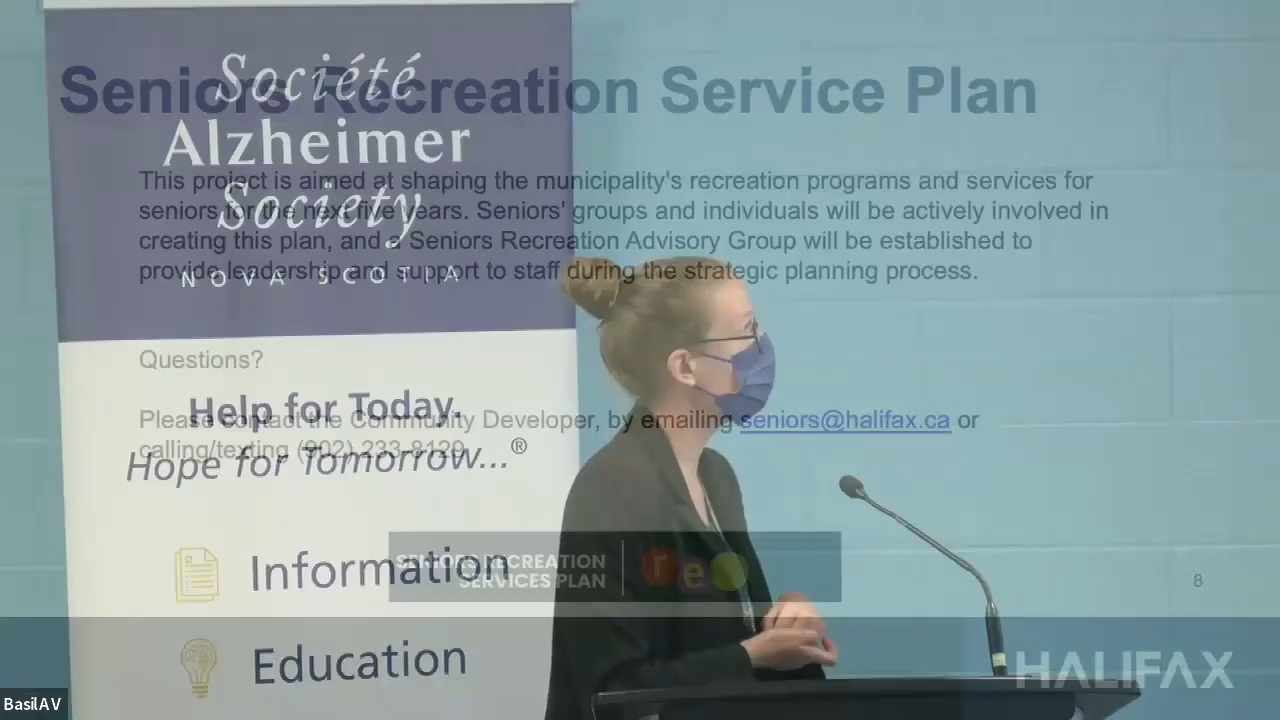 Seniors Recreation Service Plan
Société
Alzheimer
Society
NOVA SCOTIA
This project is aimed at shaping the municipality's recreation programs and services for
seniors for the next five years. Seniors' groups and individuals will be actively involved in
creating this plan, and a Seniors Recreation Advisory Group will be established to
provide leadership and support to staff during the strategic planning process.
Questions?
Help for Today.
Please contact the Community Developer, by emailing seniors@halifax.ca or
calling/texting (902) 233-8120
Hope for Tomorrow...®
Information
SENIORS RECREATION
SERVICES PLAN
rec
8
Education
HALIFAX
BasilAV